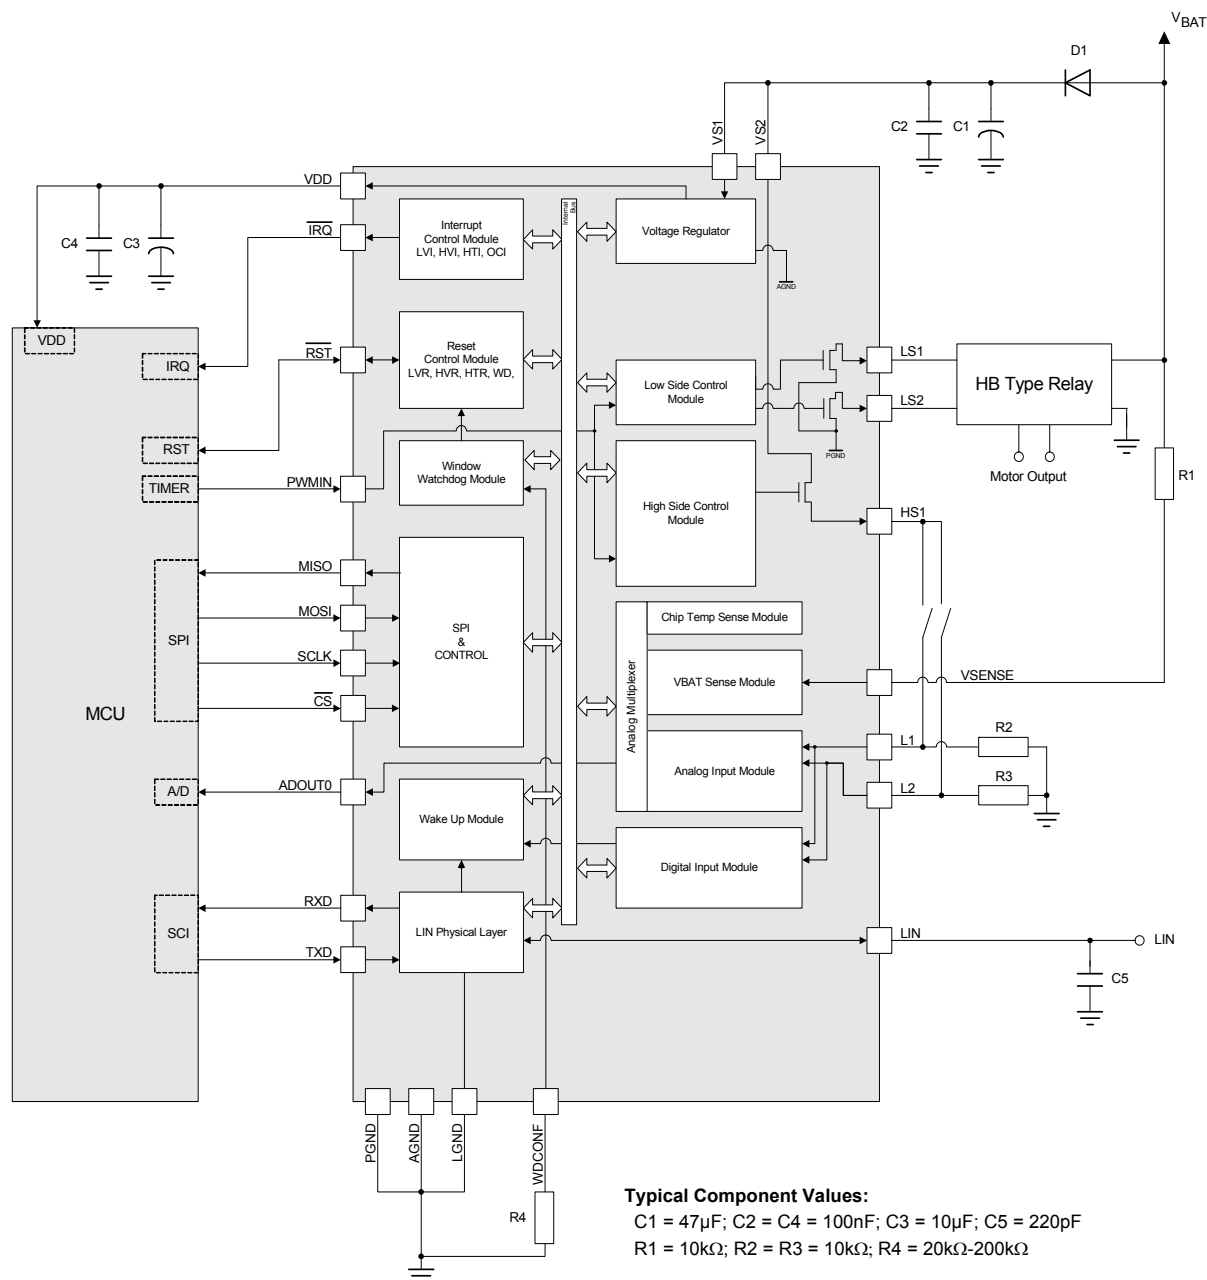 V BAT
D1
C2
C1
VS1
VS2
VDD
C4
C3
IRQ
Interrupt
Control Module
LVI, HVI, HTI, OCI
Internal
Bus
Voltage Regulator
AGND
VDD
IRQ
RST
Reset
Control Module
LVR, HVR, HTR, WD,
Low Side Control
Module
LS1
LS2
HB Type Relay
PGND
Motor Output
R1
RST
TIMER
PWMIN
Window
Watchdog Module
High Side Control
Module
HS1
MISO
MOSI
SPI
SCLK
CS
SPI
&
CONTROL
MCU
Analog Multiplexer
Chip Temp Sense Module
VBAT Sense Module
VSENSE
Analog Input Module
L1
R2
L2
R3
A/D
ADOUT0
Wake Up Module
Digital Input Module
SCI
RXD
TXD
LIN Physical Layer
LIN
LIN
C5
PGND
AGND
LGND
WDCONF
R4
Typical Component Values:
C1 = 47µF; C2 = C4 = 100nF; C3 = 10µF; C5 = 220pF
R1 = 10kΩ; R2 = R3 = 10kΩ; R4 = 20kΩ-200kΩ